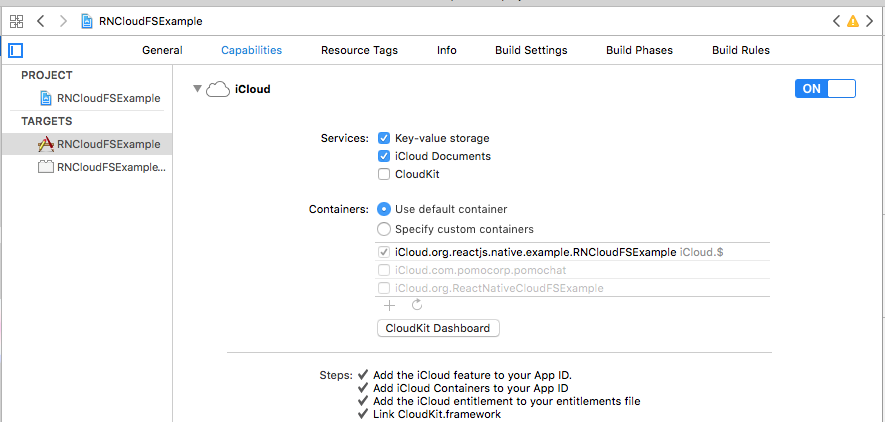 RNCloudFSExample
General Capabilities Resource Tags Info Build Settings Build Phases Build Rules
PROJECT
RNCloudFSExample
TARGETS
RNCloudFSExample
RNCloudFSExample...
iCloud
ON
Services: Key-value storage
iCloud Documents
CloudKit
Containers: Use default container
Specify custom containers
iCloud.org.reactjs.native.example.RNCloudFSExample iCloud.$
iCloud.com.pomocorp.pomochat
iCloud.org.ReactNativeCloudFSExample
CloudKit Dashboard
Steps: ✔ Add the iCloud feature to your App ID.
✔ Add iCloud Containers to your App ID
✔ Add the iCloud entitlement to your entitlements file
✔ Link CloudKit.framework